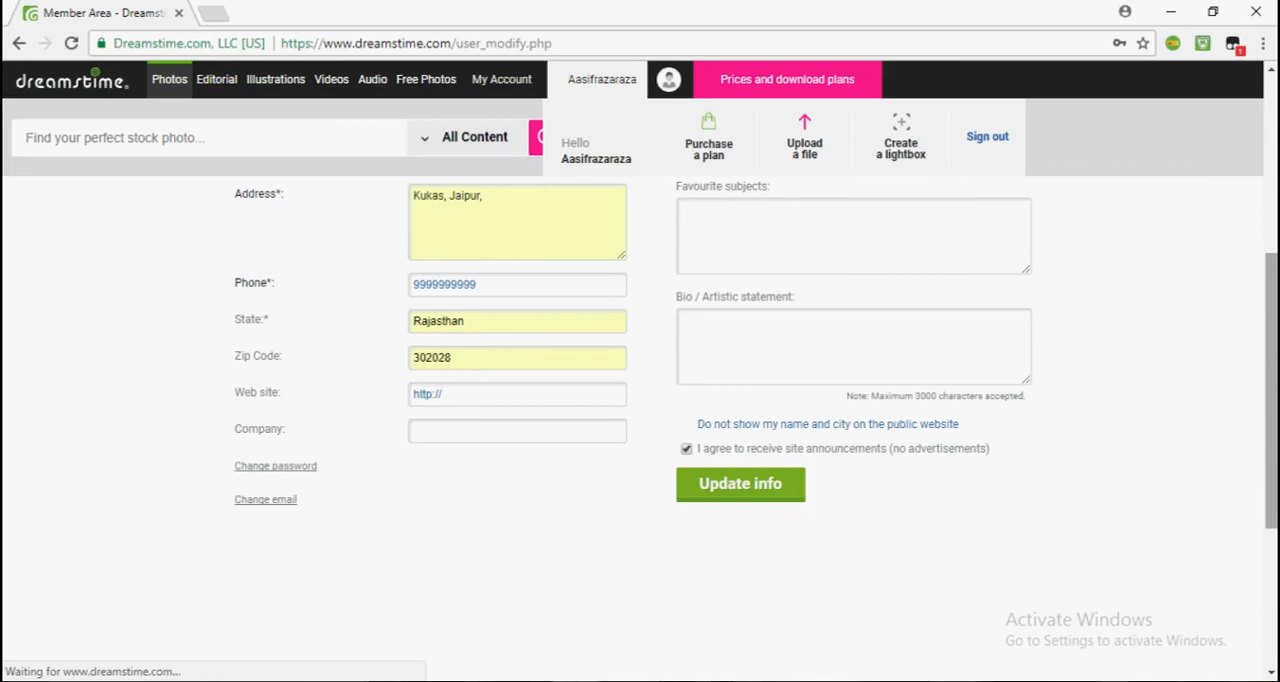 Member Area - Dreamst
Dreamstime.com, LLC [US] https://www.dreamstime.com/user_modify.php
1
dreamstime. Photos Editorial Illustrations Videos Audio Free Photos My Account Aasifrazaraza Prices and download plans
Find your perfect stock photo... All Content
Hello
Aasifrazaraza
Purchase
a plan
Upload
a file
Create
a lightbox
Sign out
Address*: Kukas, Jaipur,
Phone*: 9999999999
State:* Rajasthan
Zip Code: 302028
Web site: http://
Company:
Change password
Change email
Favourite subjects:
Bio / Artistic statement:
Note: Maximum 3000 characters accepted.
Do not show my name and city on the public website
I agree to receive site announcements (no advertisements)
Update info
Activate Windows
Go to Settings to activate Windows.
Waiting for www.dreamstime.com...